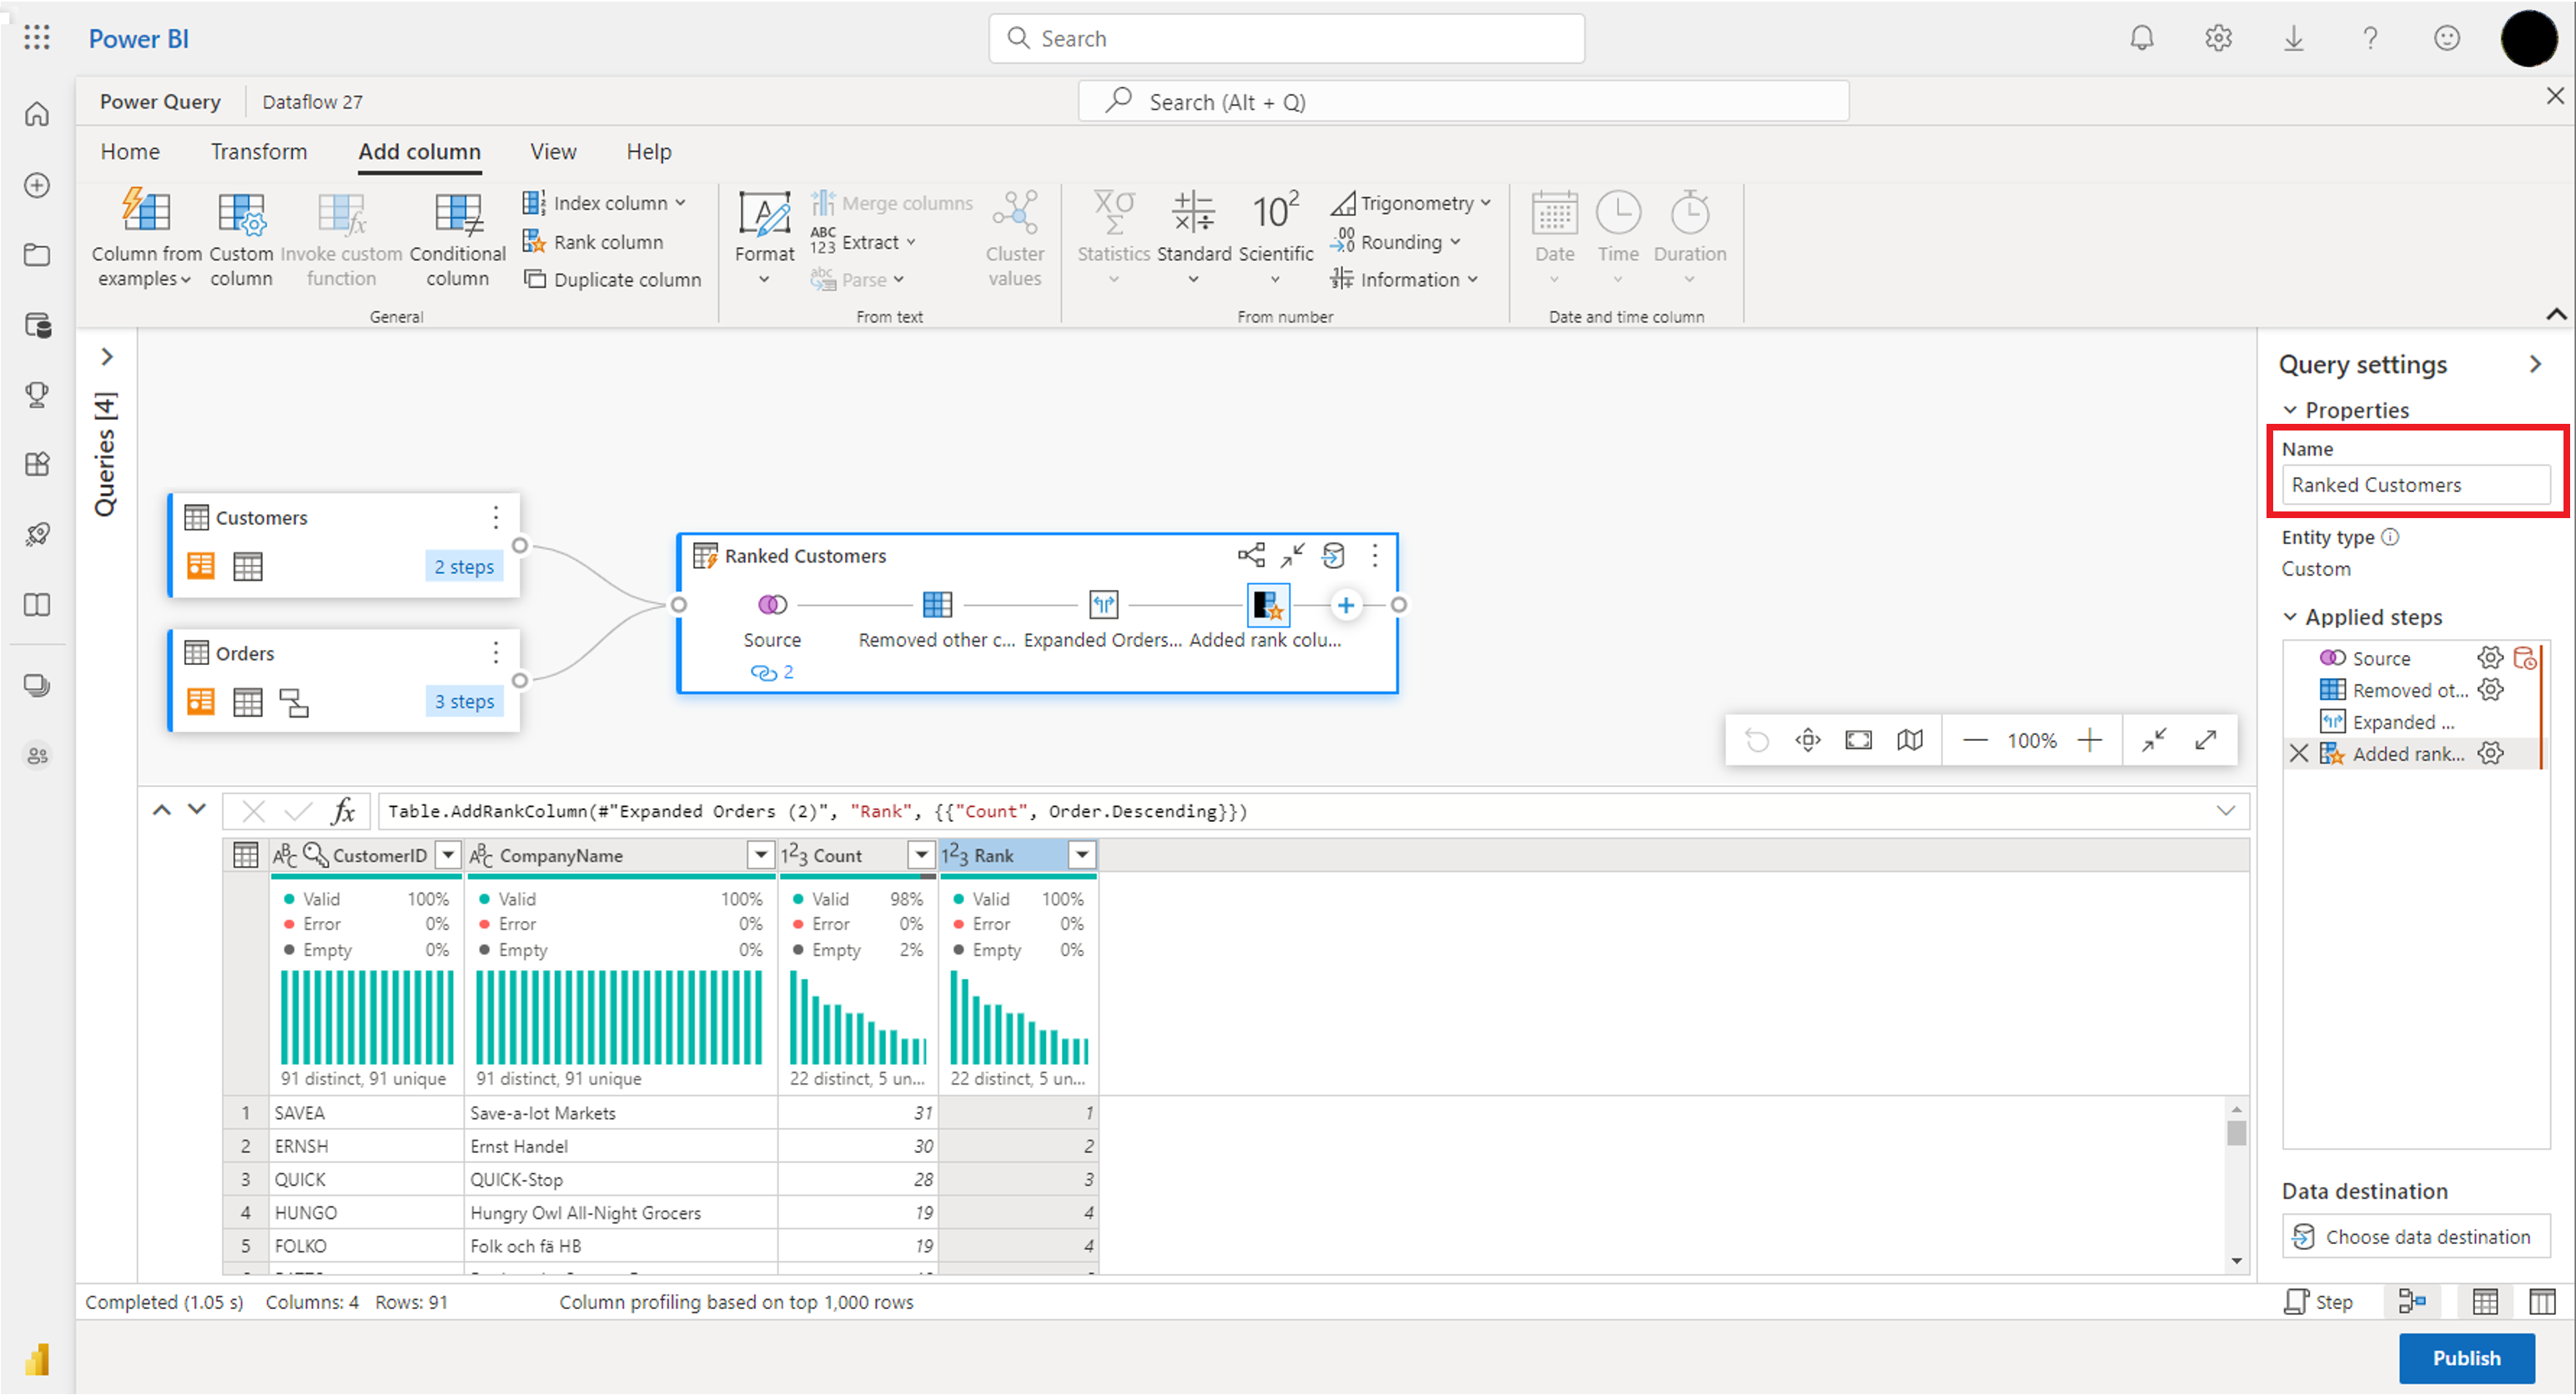 Power BI
Search
Power Query
Dataflow 27
Search (Alt + Q)
Home
Transform
Add column
View
Help
Column from examples
Custom column
Invoke custom function
Conditional column
Index column
Rank column
Duplicate column
General
Format
Merge columns
ABC 123 Extract
abc Parse
Cluster values
From text
Statistics
Standard
10² Scientific
Trigonometry
Rounding
Information
From number
Date
Time
Duration
Date and time column
Queries [4]
Customers
2 steps
Orders
3 steps
Ranked Customers
Source
Removed other c...
Expanded Orders...
Added rank colu...
2
100%
Query settings
Properties
Name
Ranked Customers
Entity type
Custom
Applied steps
Source
Removed ot...
Expanded ...
Added rank...
Data destination
Choose data destination
fx Table.AddRankColumn(#"Expanded Orders (2)", "Rank", {{"Count", Order.Descending}})
ABC CustomerID ABC CompanyName 123 Count 123 Rank
Valid 100% Valid 100% Valid 98% Valid 100%
Error 0% Error 0% Error 0% Error 0%
Empty 0% Empty 0% Empty 2% Empty 0%
91 distinct, 91 unique 91 distinct, 91 unique 22 distinct, 5 un... 22 distinct, 5 un...
1 SAVEA Save-a-lot Markets 31 1
2 ERNSH Ernst Handel 30 2
3 QUICK QUICK-Stop 28 3
4 HUNGO Hungry Owl All-Night Grocers 19 4
5 FOLKO Folk och fä HB 19 4
Completed (1.05 s) Columns: 4 Rows: 91 Column profiling based on top 1,000 rows
Step
Publish